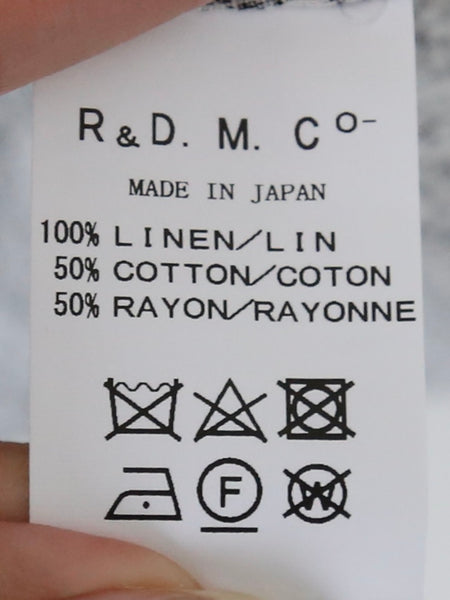 R&D. M. Co-
MADE IN JAPAN
100% LINEN/LIN
50% COTTON/COTON
50% RAYON/RAYONNE
F W